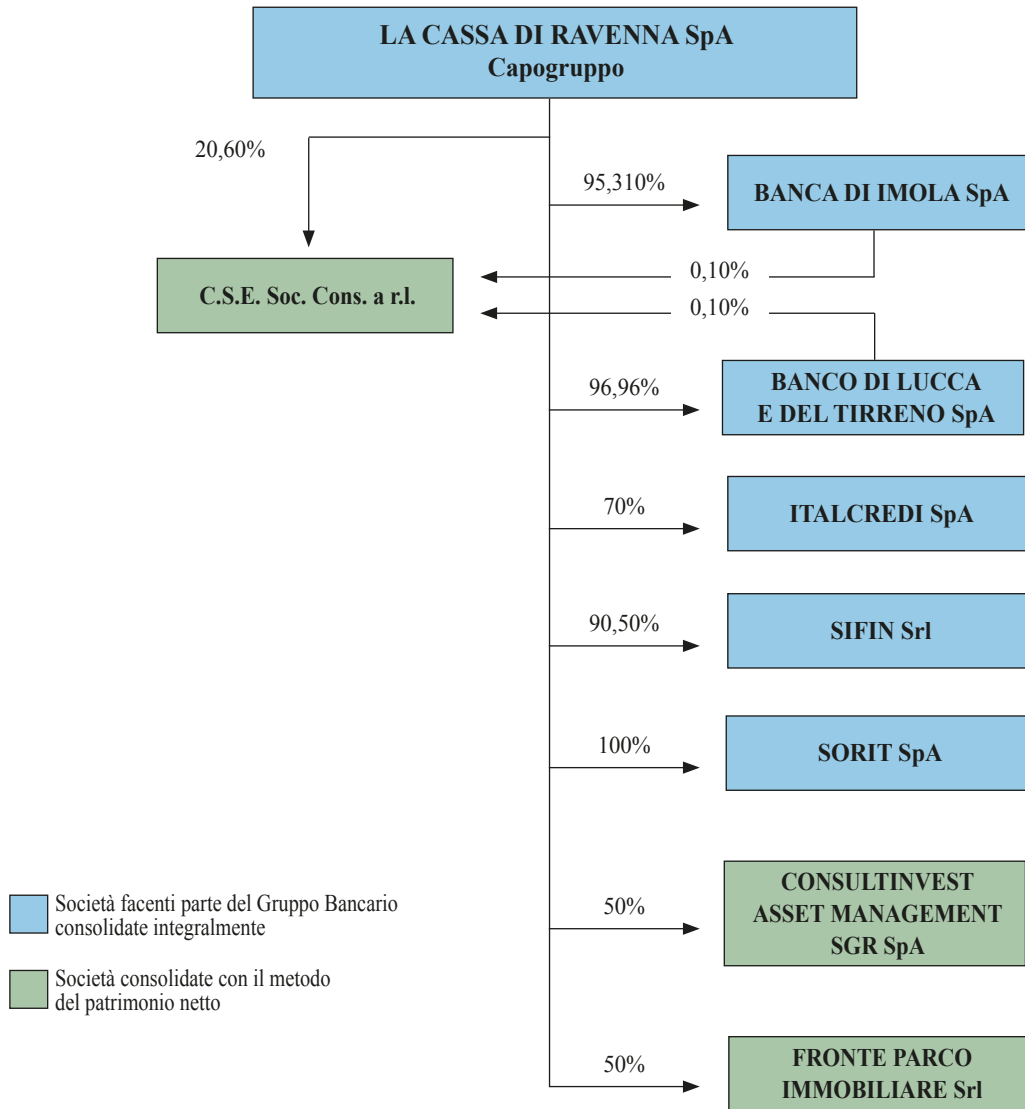 LA CASSA DI RAVENNA SpA
Capogruppo
20,60%
95,310%
BANCA DI IMOLA SpA
0,10%
C.S.E. Soc. Cons. a r.l.
0,10%
96,96%
BANCO DI LUCCA
E DEL TIRRENO SpA
70%
ITALCREDI SpA
90,50%
SIFIN Srl
100%
SORIT SpA
50%
CONSULTINVEST
ASSET MANAGEMENT
SGR SpA
Società facenti parte del Gruppo Bancario
consolidate integralmente
Società consolidate con il metodo
del patrimonio netto
50%
FRONTE PARCO
IMMOBILIARE Srl